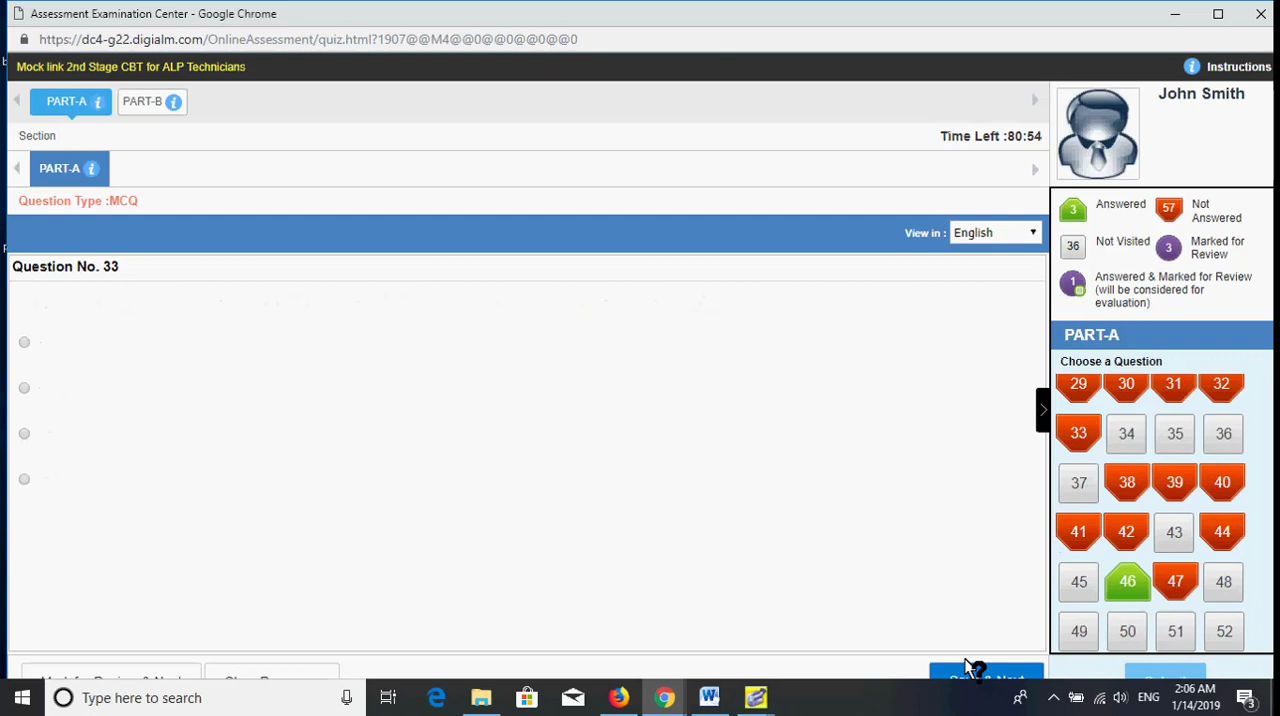 Assessment Examination Center - Google Chrome
https://dc4-g22.digialm.com/OnlineAssessment/quiz.html?1907@@M4@@0@@0@@0@@0
Mock link 2nd Stage CBT for ALP Technicians
Instructions
PART-A
PART-B
John Smith
Section
Time Left :80:54
PART-A
Question Type :MCQ
3 Answered
57 Not Answered
36 Not Visited
3 Marked for Review
1 Answered & Marked for Review (will be considered for evaluation)
View in : English
Question No. 33
PART-A
Choose a Question
29 30 31 32
33 34 35 36
37 38 39 40
41 42 43 44
45 46 47 48
49 50 51 52
Type here to search
ENG
2:06 AM
1/14/2019
3